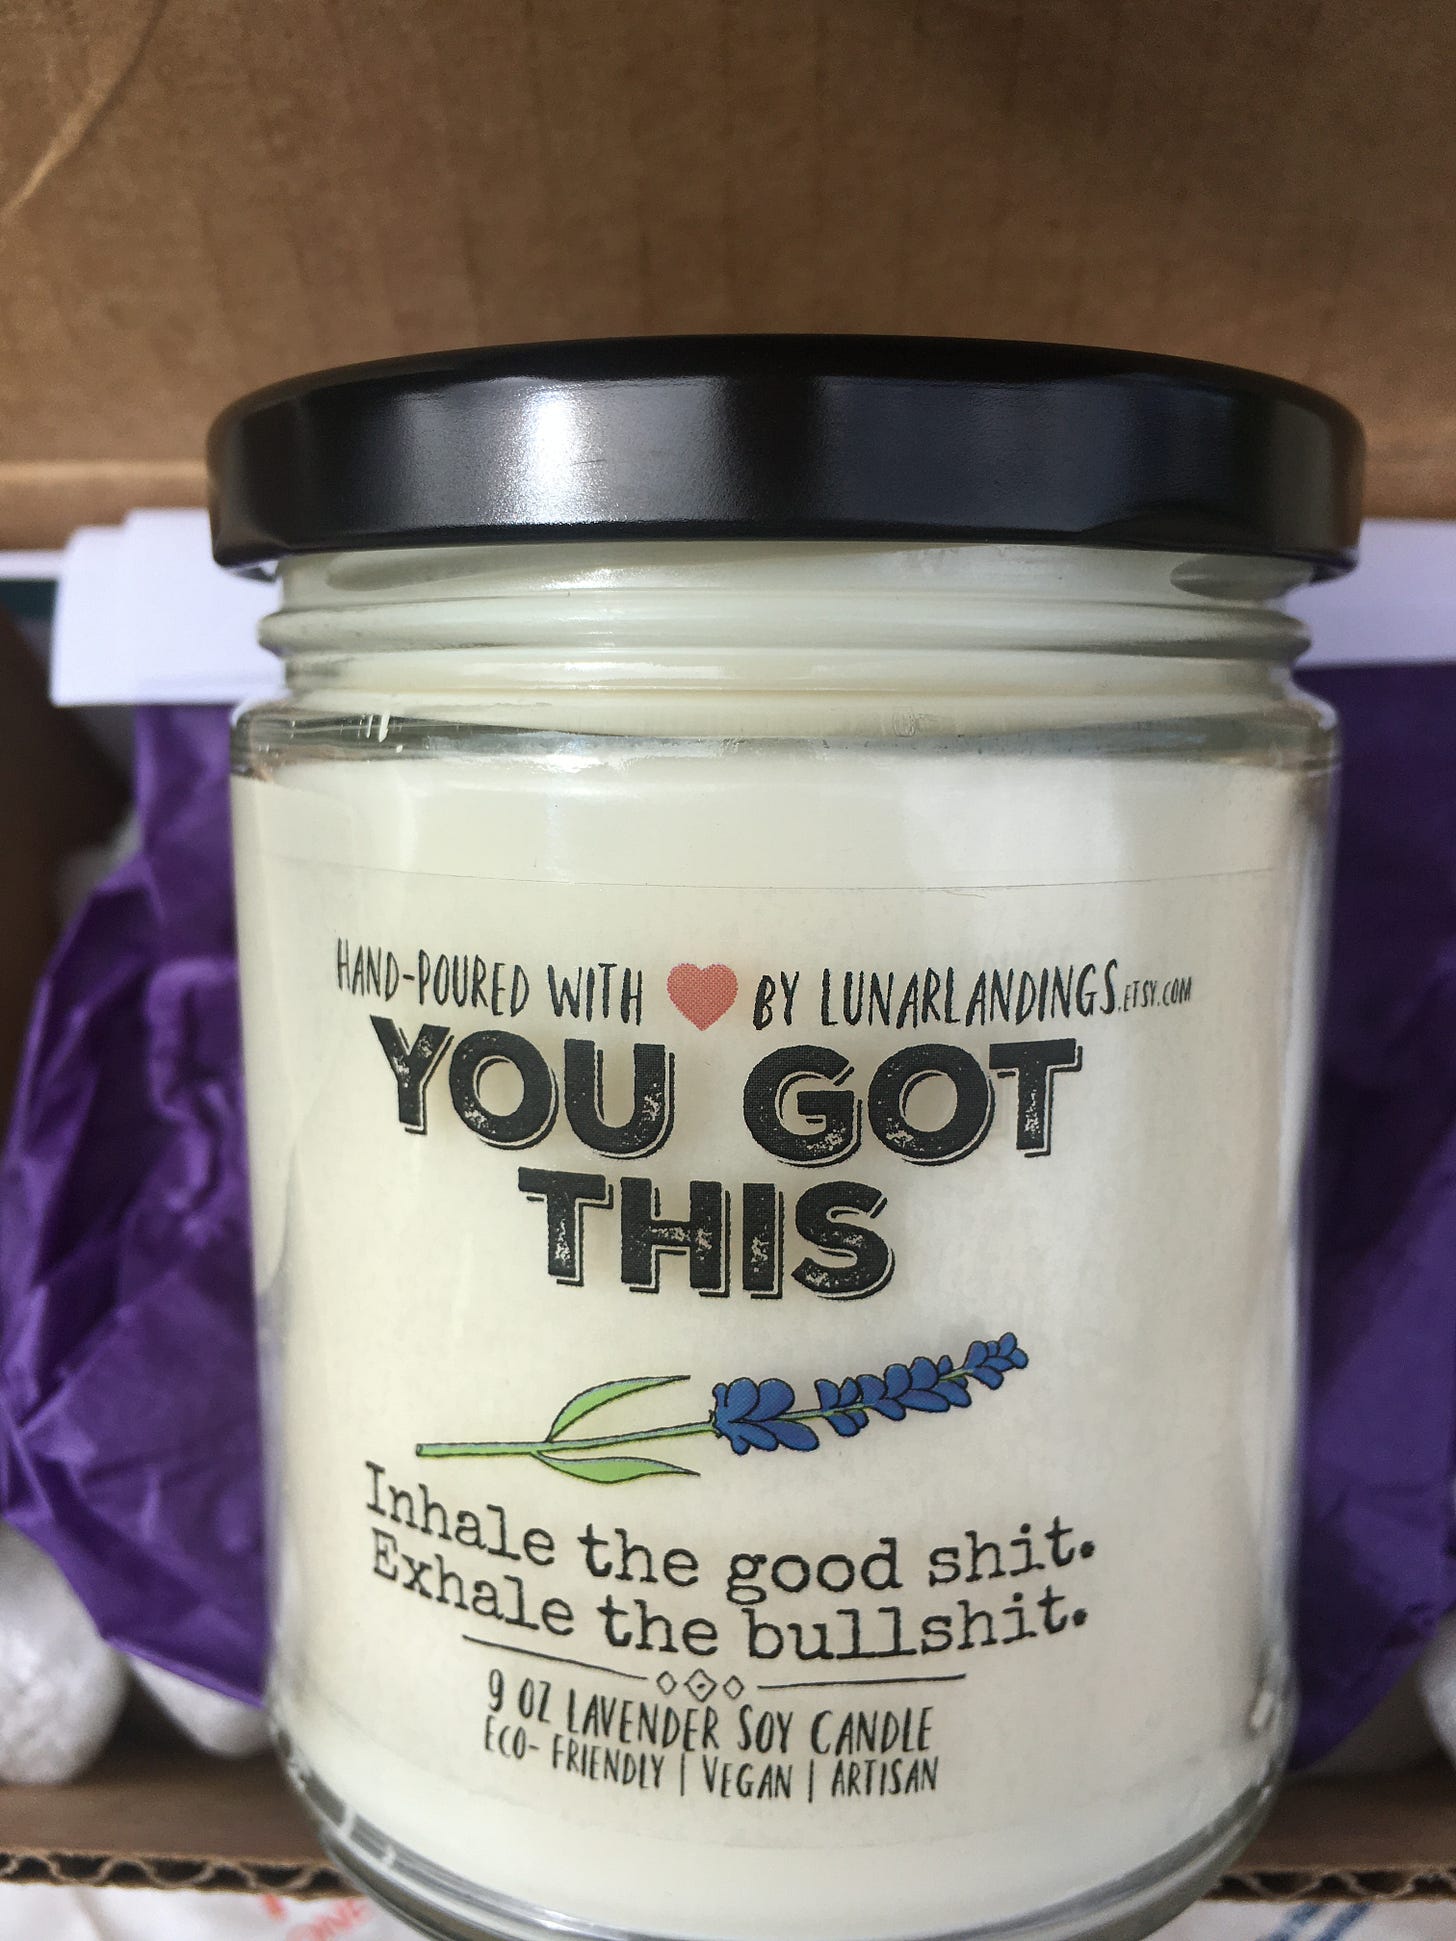 HAND-POURED WITH ❤ BY LUNARLANDINGS.ETSY.COM
YOU GOT
THIS
Inhale the good shit.
Exhale the bullshit.
9 OZ LAVENDER SOY CANDLE
ECO- FRIENDLY | VEGAN | ARTISAN